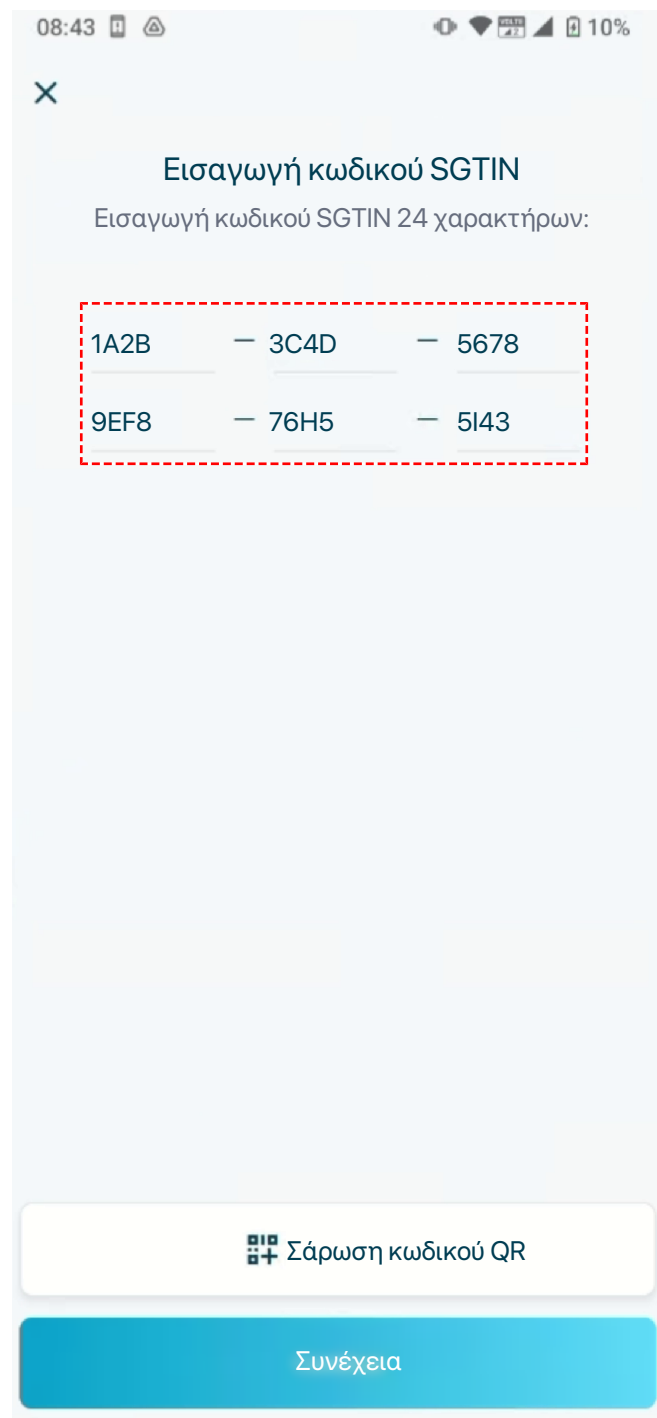 08:43 10%
Εισαγωγή κωδικού SGTIN
Εισαγωγή κωδικού SGTIN 24 χαρακτήρων:
1A2B – 3C4D – 5678
9EF8 – 76H5 – 5I43
Σάρωση κωδικού QR
Συνέχεια